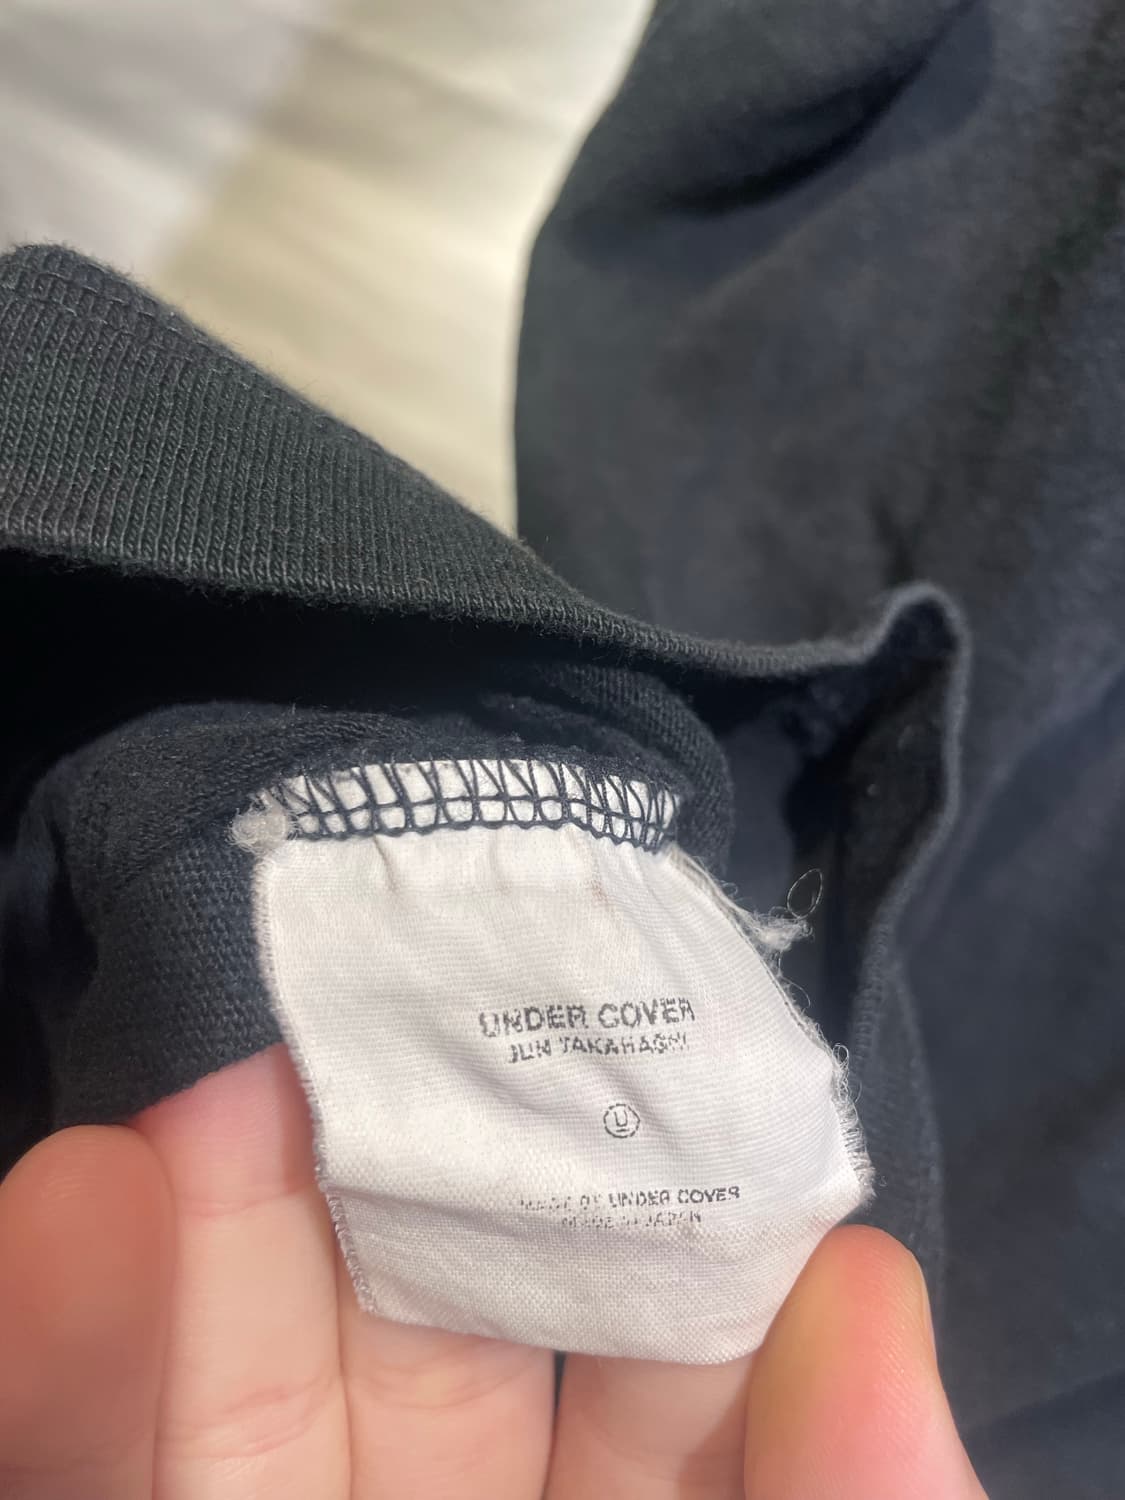 UNDER COVER
JUN TAKAHASHI
U
MADE BY UNDER COVER
MADE IN JAPAN